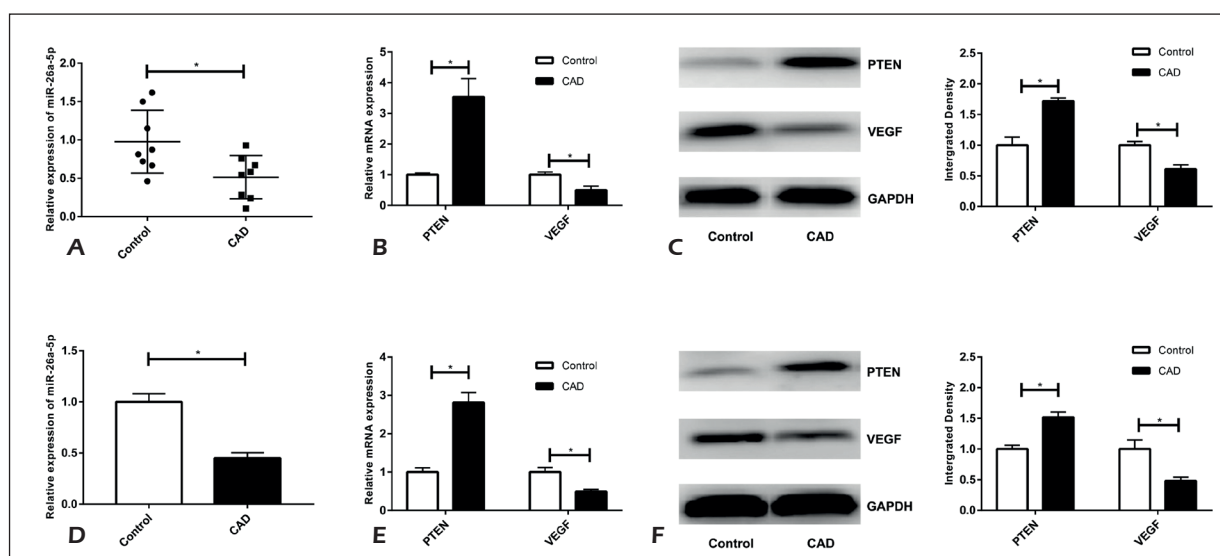 Relative expression of miR-26a-5p
2.0
1.5
1.0
0.5
0.0
*
Control
CAD
A
Relative mRNA expression
5
4
3
2
1
0
*
*
Control
CAD
PTEN
VEGF
B
PTEN
VEGF
GAPDH
Control CAD
C
Intergrated Density
2.5
2.0
1.5
1.0
0.5
0.0
*
*
Control
CAD
PTEN
VEGF
Relative expression of miR-26a-5p
1.5
1.0
0.5
0.0
*
Control
CAD
D
Relative mRNA expression
4
3
2
1
0
*
*
Control
CAD
PTEN
VEGF
E
PTEN
VEGF
GAPDH
Control CAD
F
Intergrated Density
2.5
2.0
1.5
1.0
0.5
0.0
*
*
Control
CAD
PTEN
VEGF